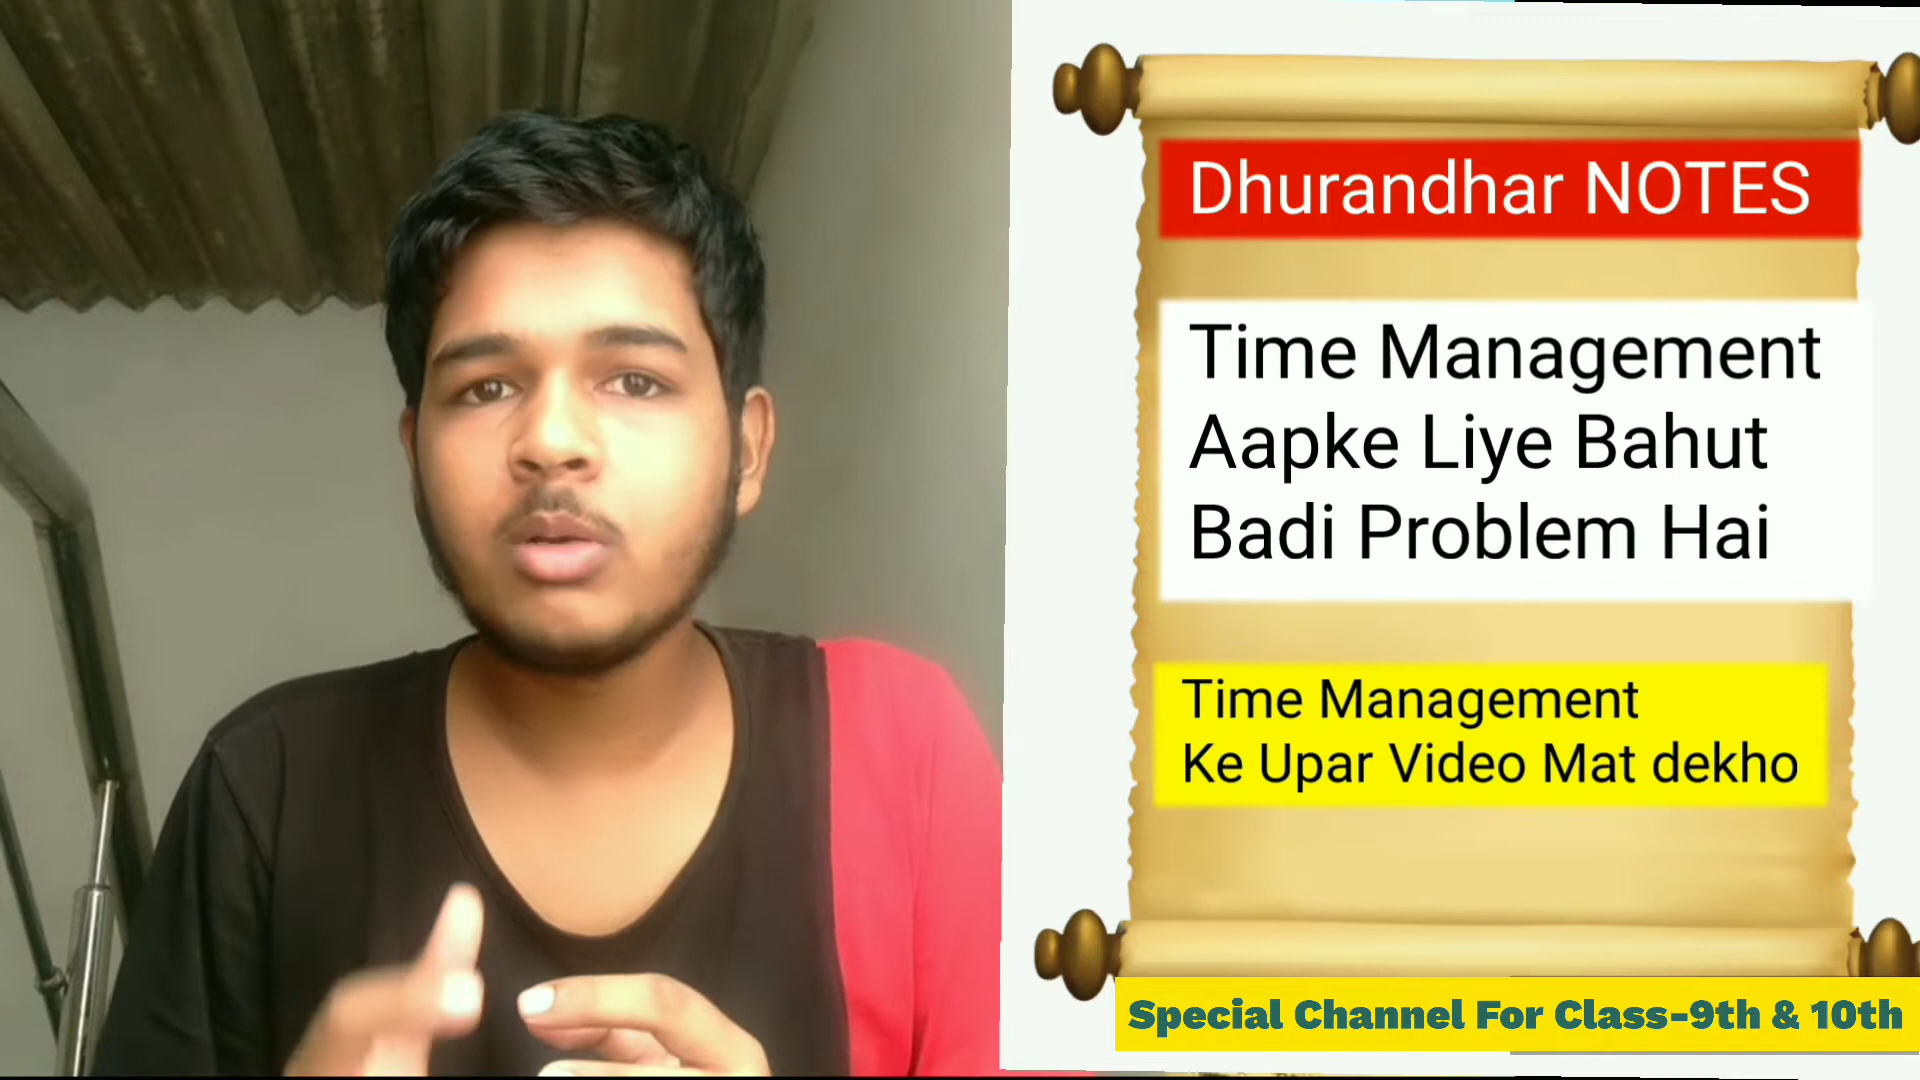 Dhurandhar NOTES
Time Management
Aapke Liye Bahut
Badi Problem Hai
Time Management
Ke Upar Video Mat dekho
Special Channel For Class-9th & 10th